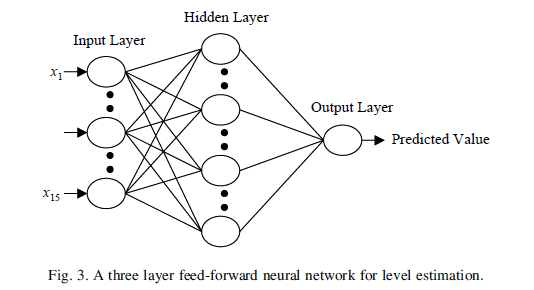 Hidden Layer
Input Layer
x1
Output Layer
Predicted Value
x15
Fig. 3. A three layer feed-forward neural network for level estimation.